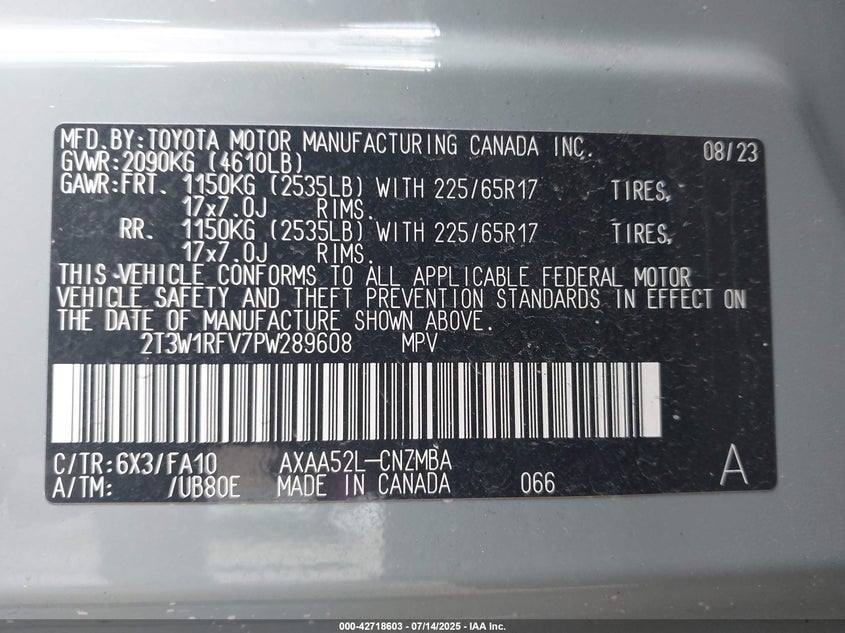 MFD. BY: TOYOTA MOTOR MANUFACTURING CANADA INC. 08/23
GVWR: 2090KG (4610LB)
GAWR: FRT. 1150KG (2535LB) WITH 225/65R17 TIRES,
17x7.0J RIMS.
RR. 1150KG (2535LB) WITH 225/65R17 TIRES,
17x7.0J RIMS.
THIS VEHICLE CONFORMS TO ALL APPLICABLE FEDERAL MOTOR
VEHICLE SAFETY AND THEFT PREVENTION STANDARDS IN EFFECT ON
THE DATE OF MANUFACTURE SHOWN ABOVE.
2T3W1RFV7PW289608 MPV
C/TR: 6X3/FA10 AXAA52L-CNZMBA A
A/TM: /UB80E MADE IN CANADA 066
000-42718603 - 07/14/2025 - IAA Inc.